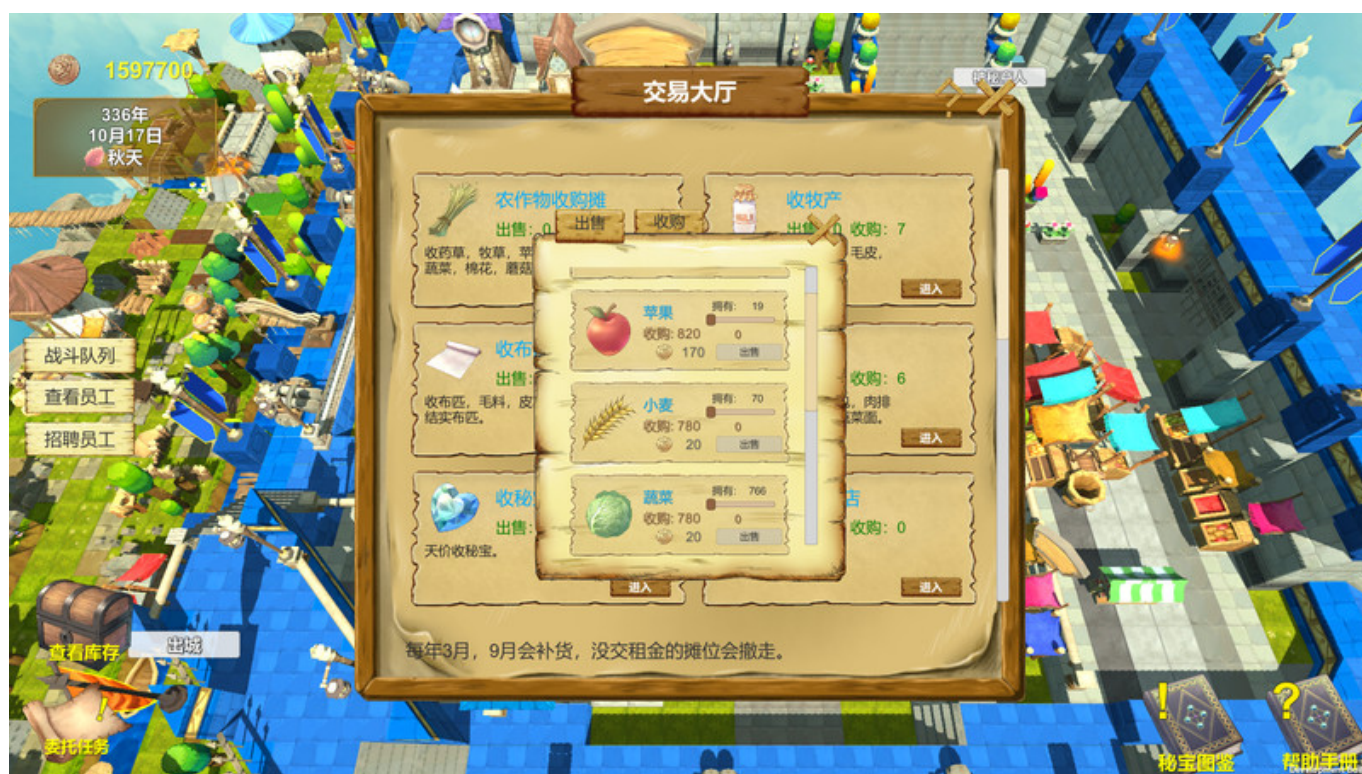 1597700
336年
10月17日
秋天
战斗队列
查看员工
招聘员工
查看库存
出城
委托任务
交易大厅
农作物收购摊
出售: 0
收药草，牧草，苹
蔬菜，棉花，蘑菇
收牧产
收购: 7
毛皮，
进入
收布
出售:
收布匹，毛料，皮
结实布匹。
收购: 6
肉排
菜面。
进入
收秘
出售:
天价收秘宝。
进入
店
收购: 0
进入
出售
收购
苹果
拥有: 19
收购: 820
0
170
出售
小麦
拥有: 70
收购: 780
0
20
出售
蔬菜
拥有: 766
收购: 780
0
20
出售
每年3月，9月会补货，没交租金的摊位会撤走。
秘宝图鉴
帮助手册